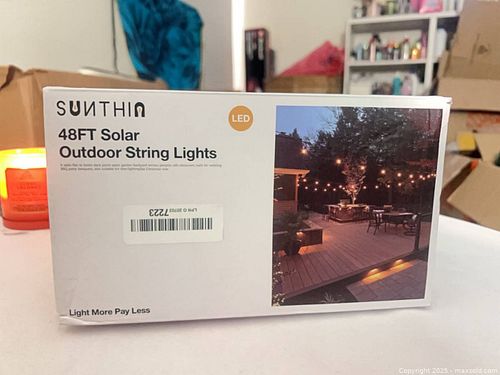 SUNTHIN
LED
48FT Solar
Outdoor String Lights
7223
Light More Pay Less
Copyright 2025 - maxsold.com